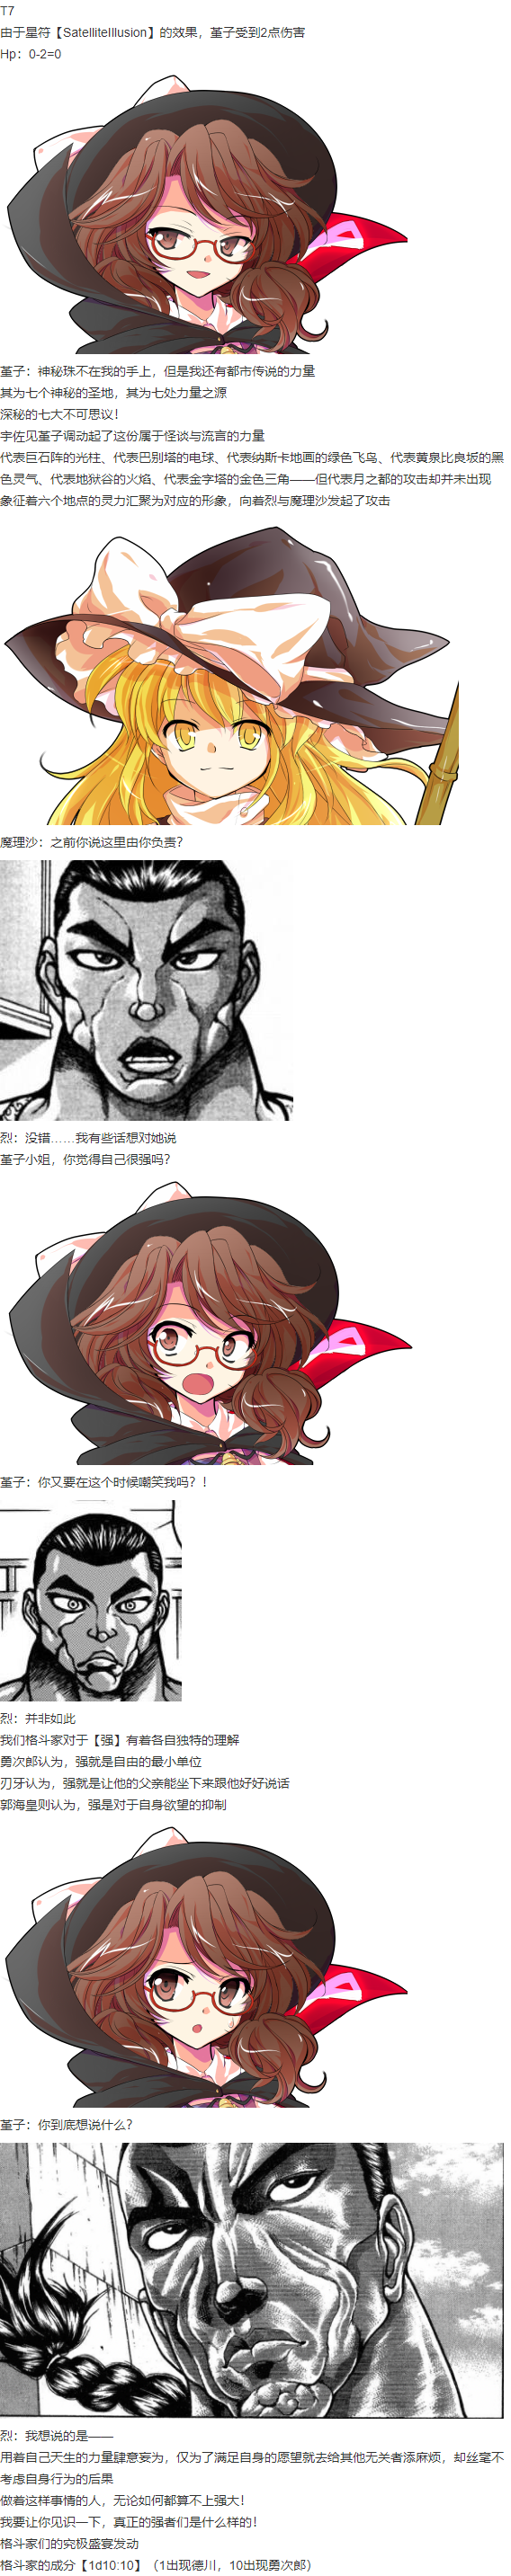 T7
由于星符【SatelliteIllusion】的效果，堇子受到2点伤害
Hp：0-2=0
堇子：神秘珠不在我的手上，但是我还有都市传说的力量
其为七个神秘的圣地，其为七处力量之源
深秘的七大不可思议！
宇佐见堇子调动起了这份属于怪谈与流言的力量
代表巨石阵的光柱、代表巴别塔的电球、代表纳斯卡地画的绿色飞鸟、代表黄泉比良坂的黑
色灵气、代表地狱谷的火焰、代表金字塔的金色三角——但代表月之都的攻击却并未出现
象征着六个地点的灵力汇聚为对应的形象，向着烈与魔理沙发起了攻击
魔理沙：之前你说这里由你负责？
烈：没错……我有些话想对她说
堇子小姐，你觉得自己很强吗？
堇子：你又要在这个时候嘲笑我吗？！
烈：并非如此
我们格斗家对于【强】有着各自独特的理解
勇次郎认为，强就是自由的最小单位
刃牙认为，强就是让他的父亲能坐下来跟他好好说话
郭海皇则认为，强是对于自身欲望的抑制
堇子：你到底想说什么？
烈：我想说的是——
用着自己天生的力量肆意妄为，仅为了满足自身的愿望就去给其他无关者添麻烦，却丝毫不
考虑自身行为的后果
做着这样事情的人，无论如何都算不上强大！
我要让你见识一下，真正的强者们是什么样的！
格斗家们的究极盛宴发动
格斗家的成分【1d10:10】（1出现德川，10出现勇次郎）